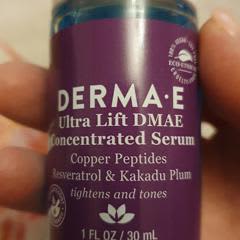 DERMA·E
Ultra Lift DMAE
Concentrated Serum
Copper Peptides
Resveratrol & Kakadu Plum
tightens and tones
1 FL OZ / 30 mL